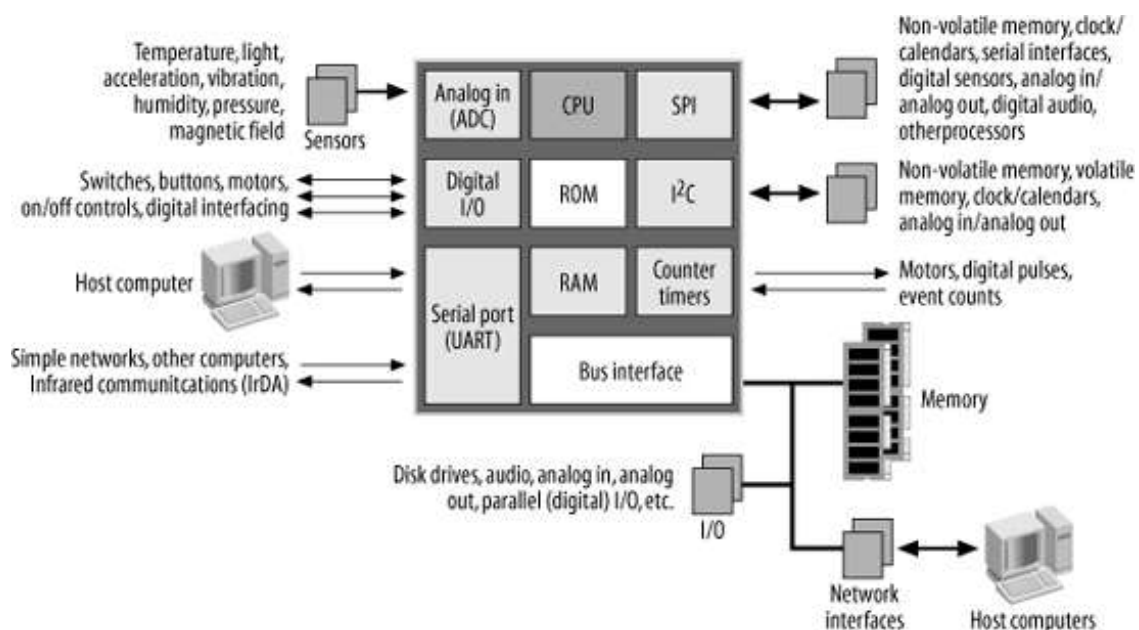 Temperature, light,
acceleration, vibration,
humidity, pressure,
magnetic field
Sensors
Switches, buttons, motors,
on/off controls, digital interfacing
Host computer
Simple networks, other computers,
Infrared communitcations (IrDA)
Analog in
(ADC)
CPU
SPI
Digital
I/O
ROM
I²C
Serial port
(UART)
RAM
Counter
timers
Bus interface
Non-volatile memory, clock/
calendars, serial interfaces,
digital sensors, analog in/
analog out, digital audio,
otherprocessors
Non-volatile memory, volatile
memory, clock/calendars,
analog in/analog out
Motors, digital pulses,
event counts
Memory
Disk drives, audio, analog in, analog
out, parallel (digital) I/O, etc.
I/O
Network
interfaces
Host computers